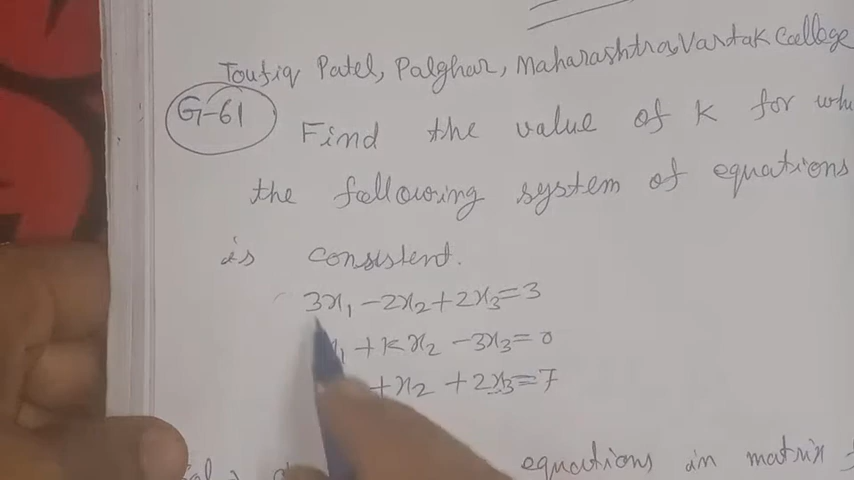 Toufiq Patel, Palghar, Maharashtra, Vartak College
G-61
Find the value of K for
the following system of equations
is consistent.
3x₁ - 2x₂ + 2x₃ = 3
+ Kx₂ - 3x₃ = 0
+ x₂ + 2x₃ = 7
equations in matrix